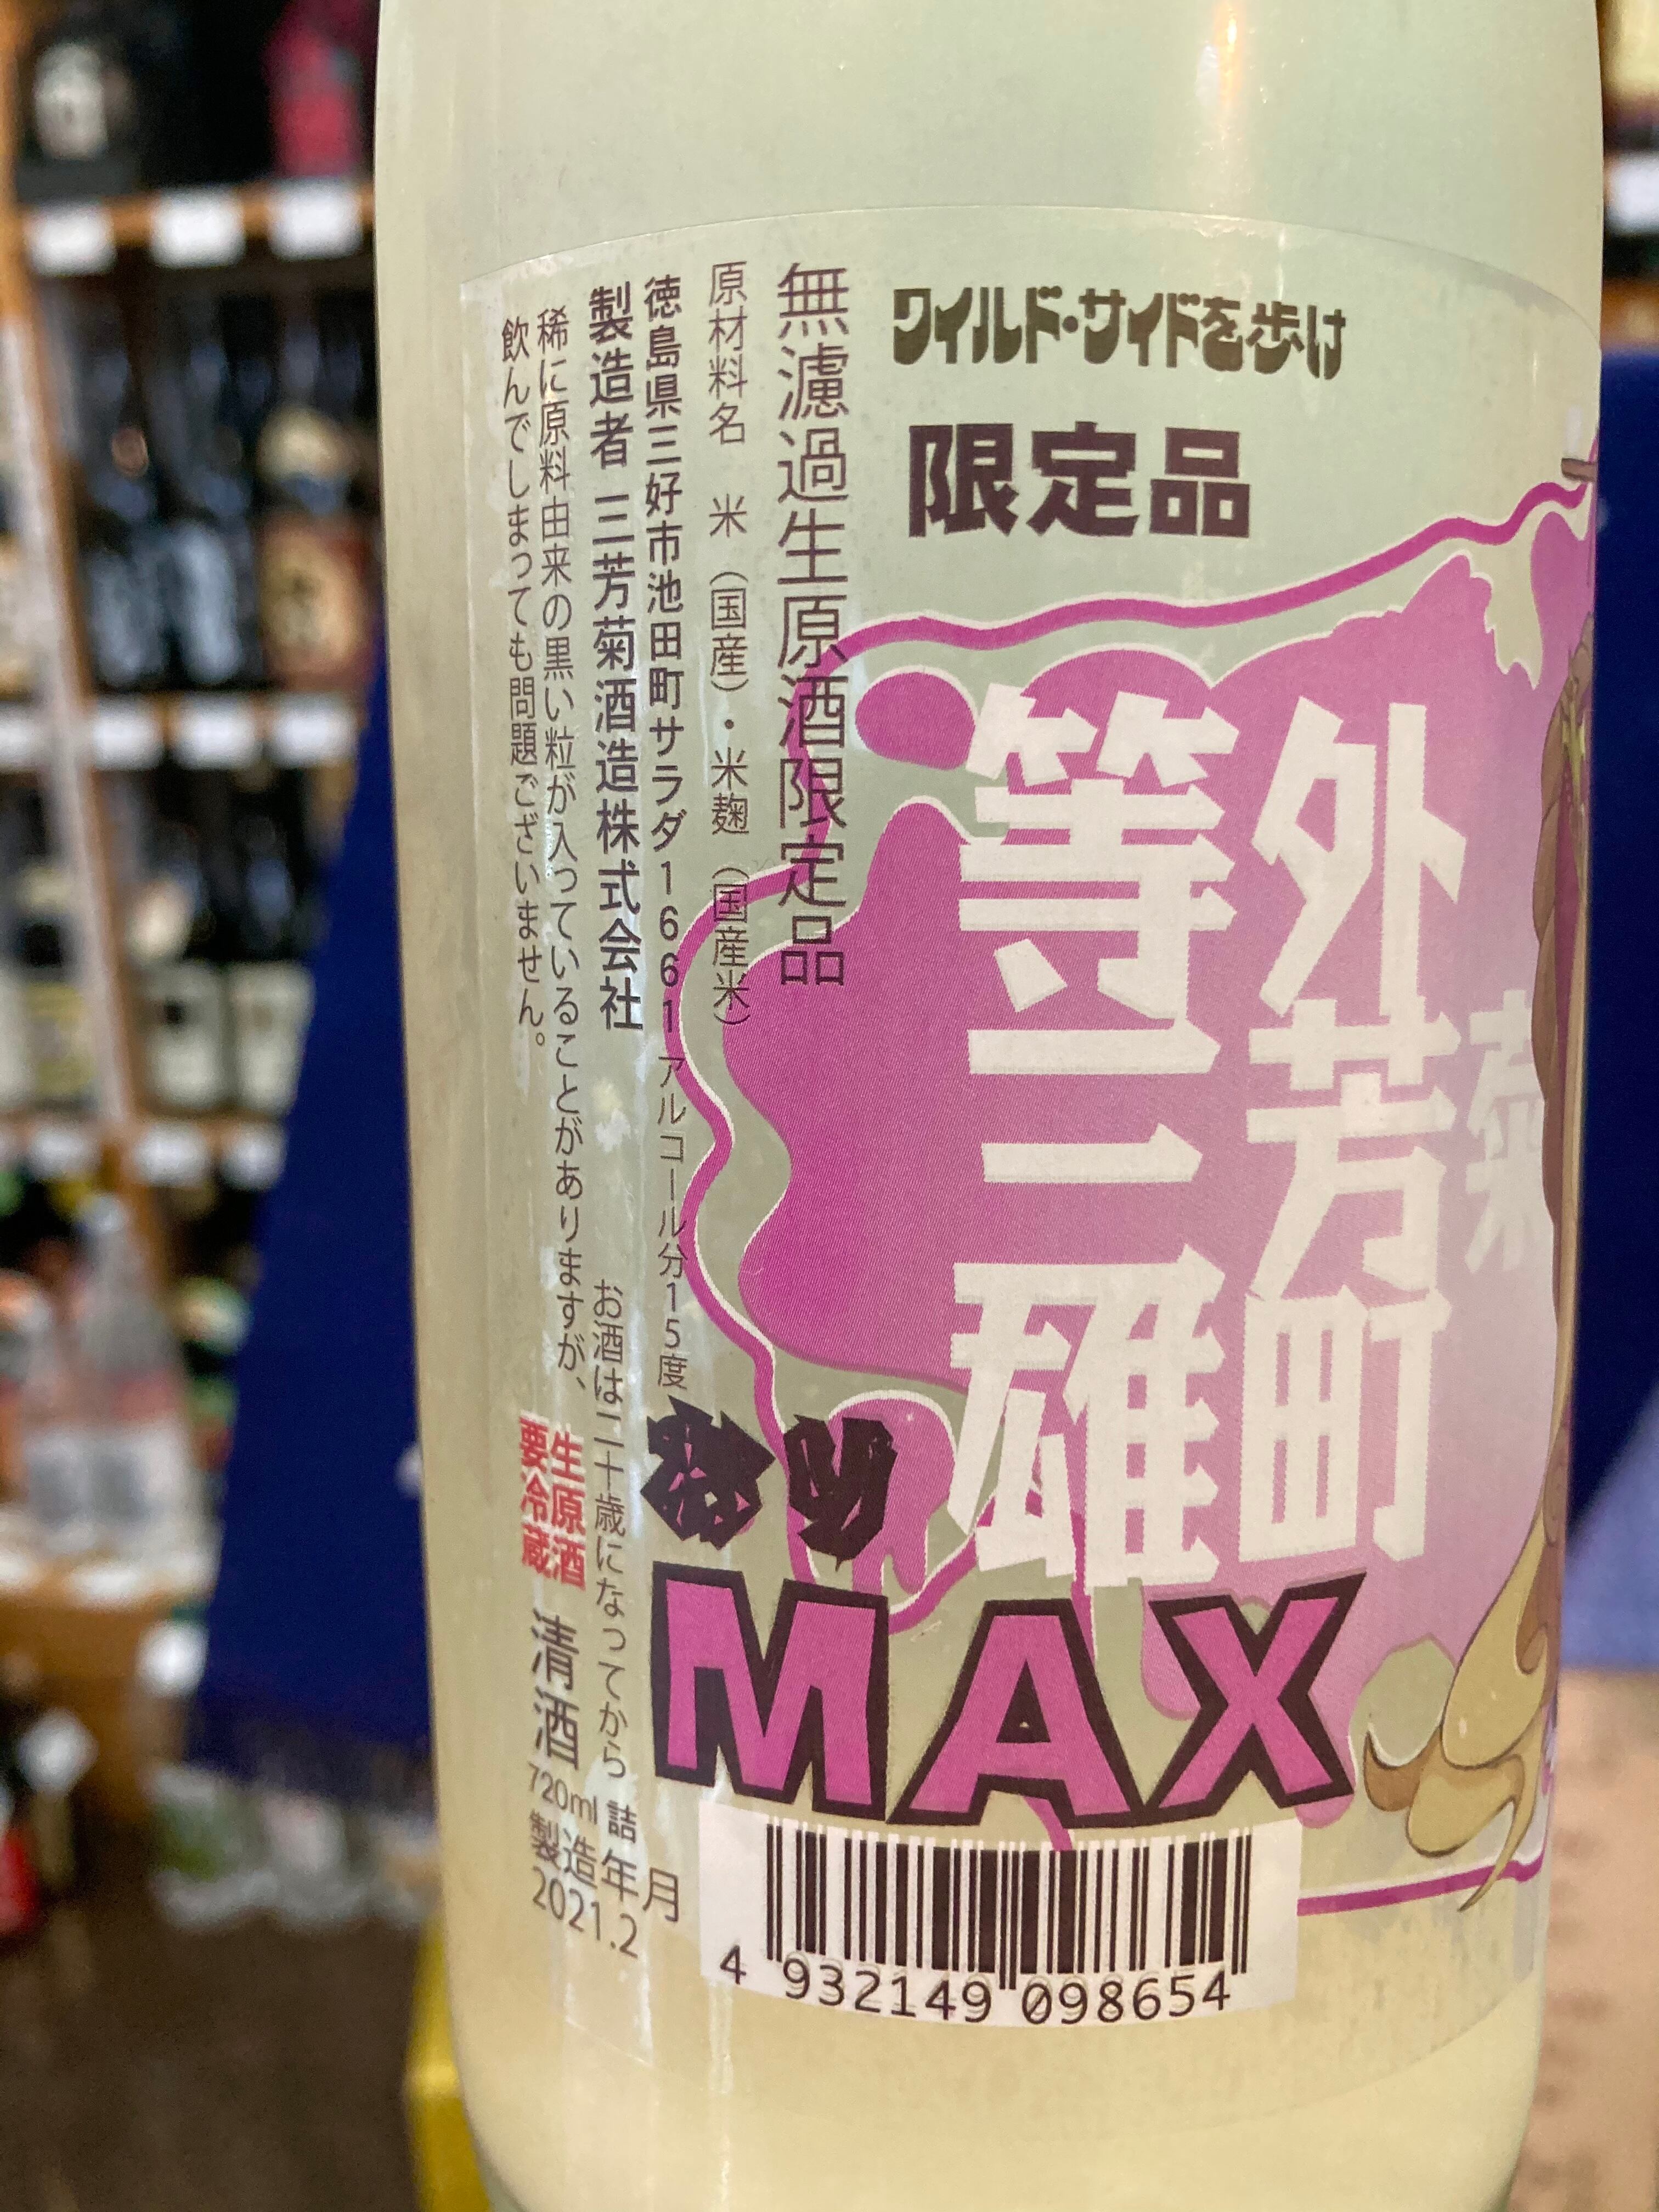 ワイルド・サイドを歩け
限定品
等外
三芳
雄町
MAX
無濾過生原酒限定品
原材料名 米（国産）・米麹（国産米）
徳島県三好市池田町サラダ1661 アルコール分15度
製造者 三芳菊酒造株式会社
お酒は二十歳になってから
稀に原料由来の黒い粒が入っていることがありますが、
飲んでしまっても問題ございません。
生原酒
要冷蔵
清酒
720ml 詰
製造年月
2021.2
4 932149 098654